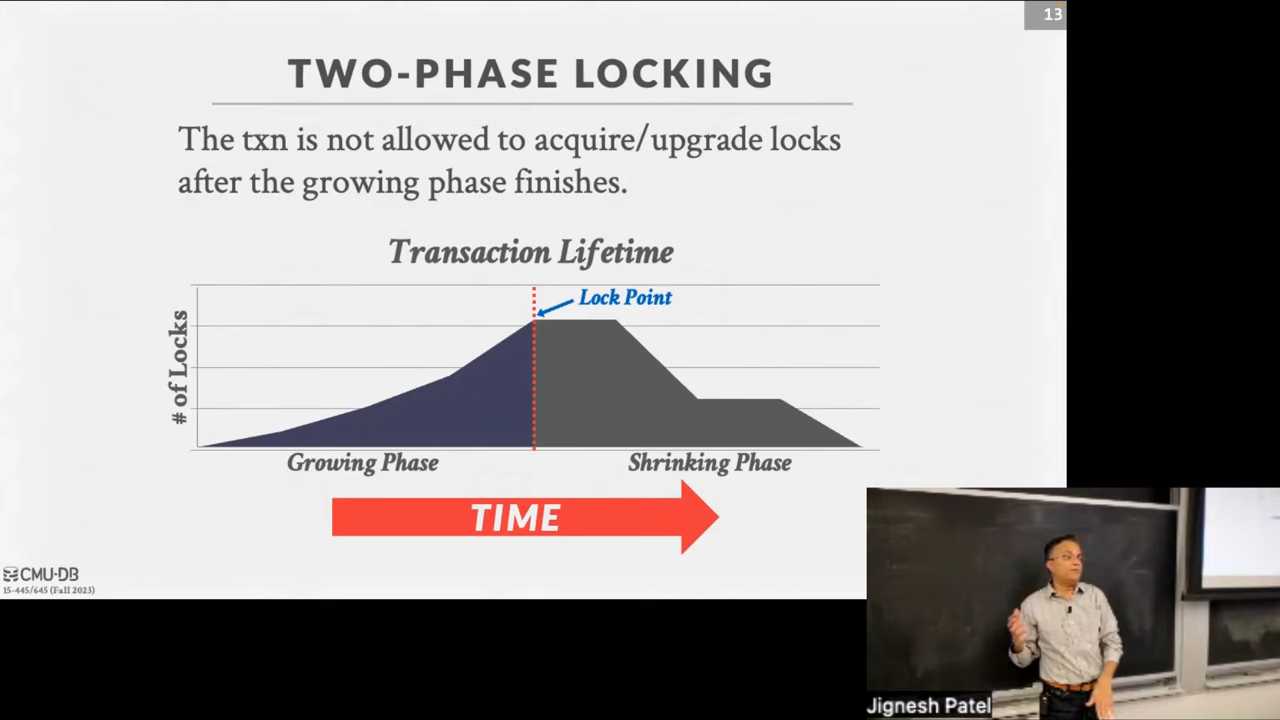 13
TWO-PHASE LOCKING
The txn is not allowed to acquire/upgrade locks
after the growing phase finishes.
Transaction Lifetime
Lock Point
# of Locks
Growing Phase
Shrinking Phase
TIME
CMU·DB
15-445/645 (Fall 2023)
Jignesh Patel